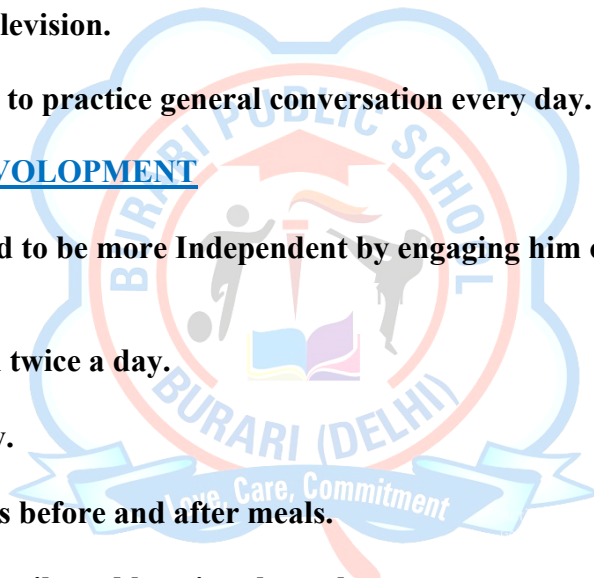 levision.
to practice general conversation every day.
VOLOPMENT
d to be more Independent by engaging him
twice a day.
s before and after meals.
BURARI PUBLIC SCHOOL
BURARI (DELHI)
Love, Care, Commitment